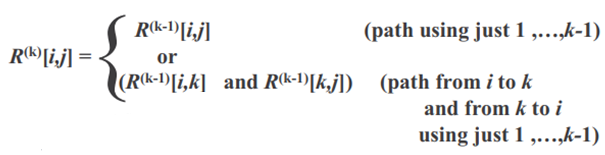 R(k-1)[i,j] (path using just 1 ,…,k-1)
R(k)[i,j] = { or
(R(k-1)[i,k] and R(k-1)[k,j]) (path from i to k
and from k to i
using just 1 ,…,k-1)